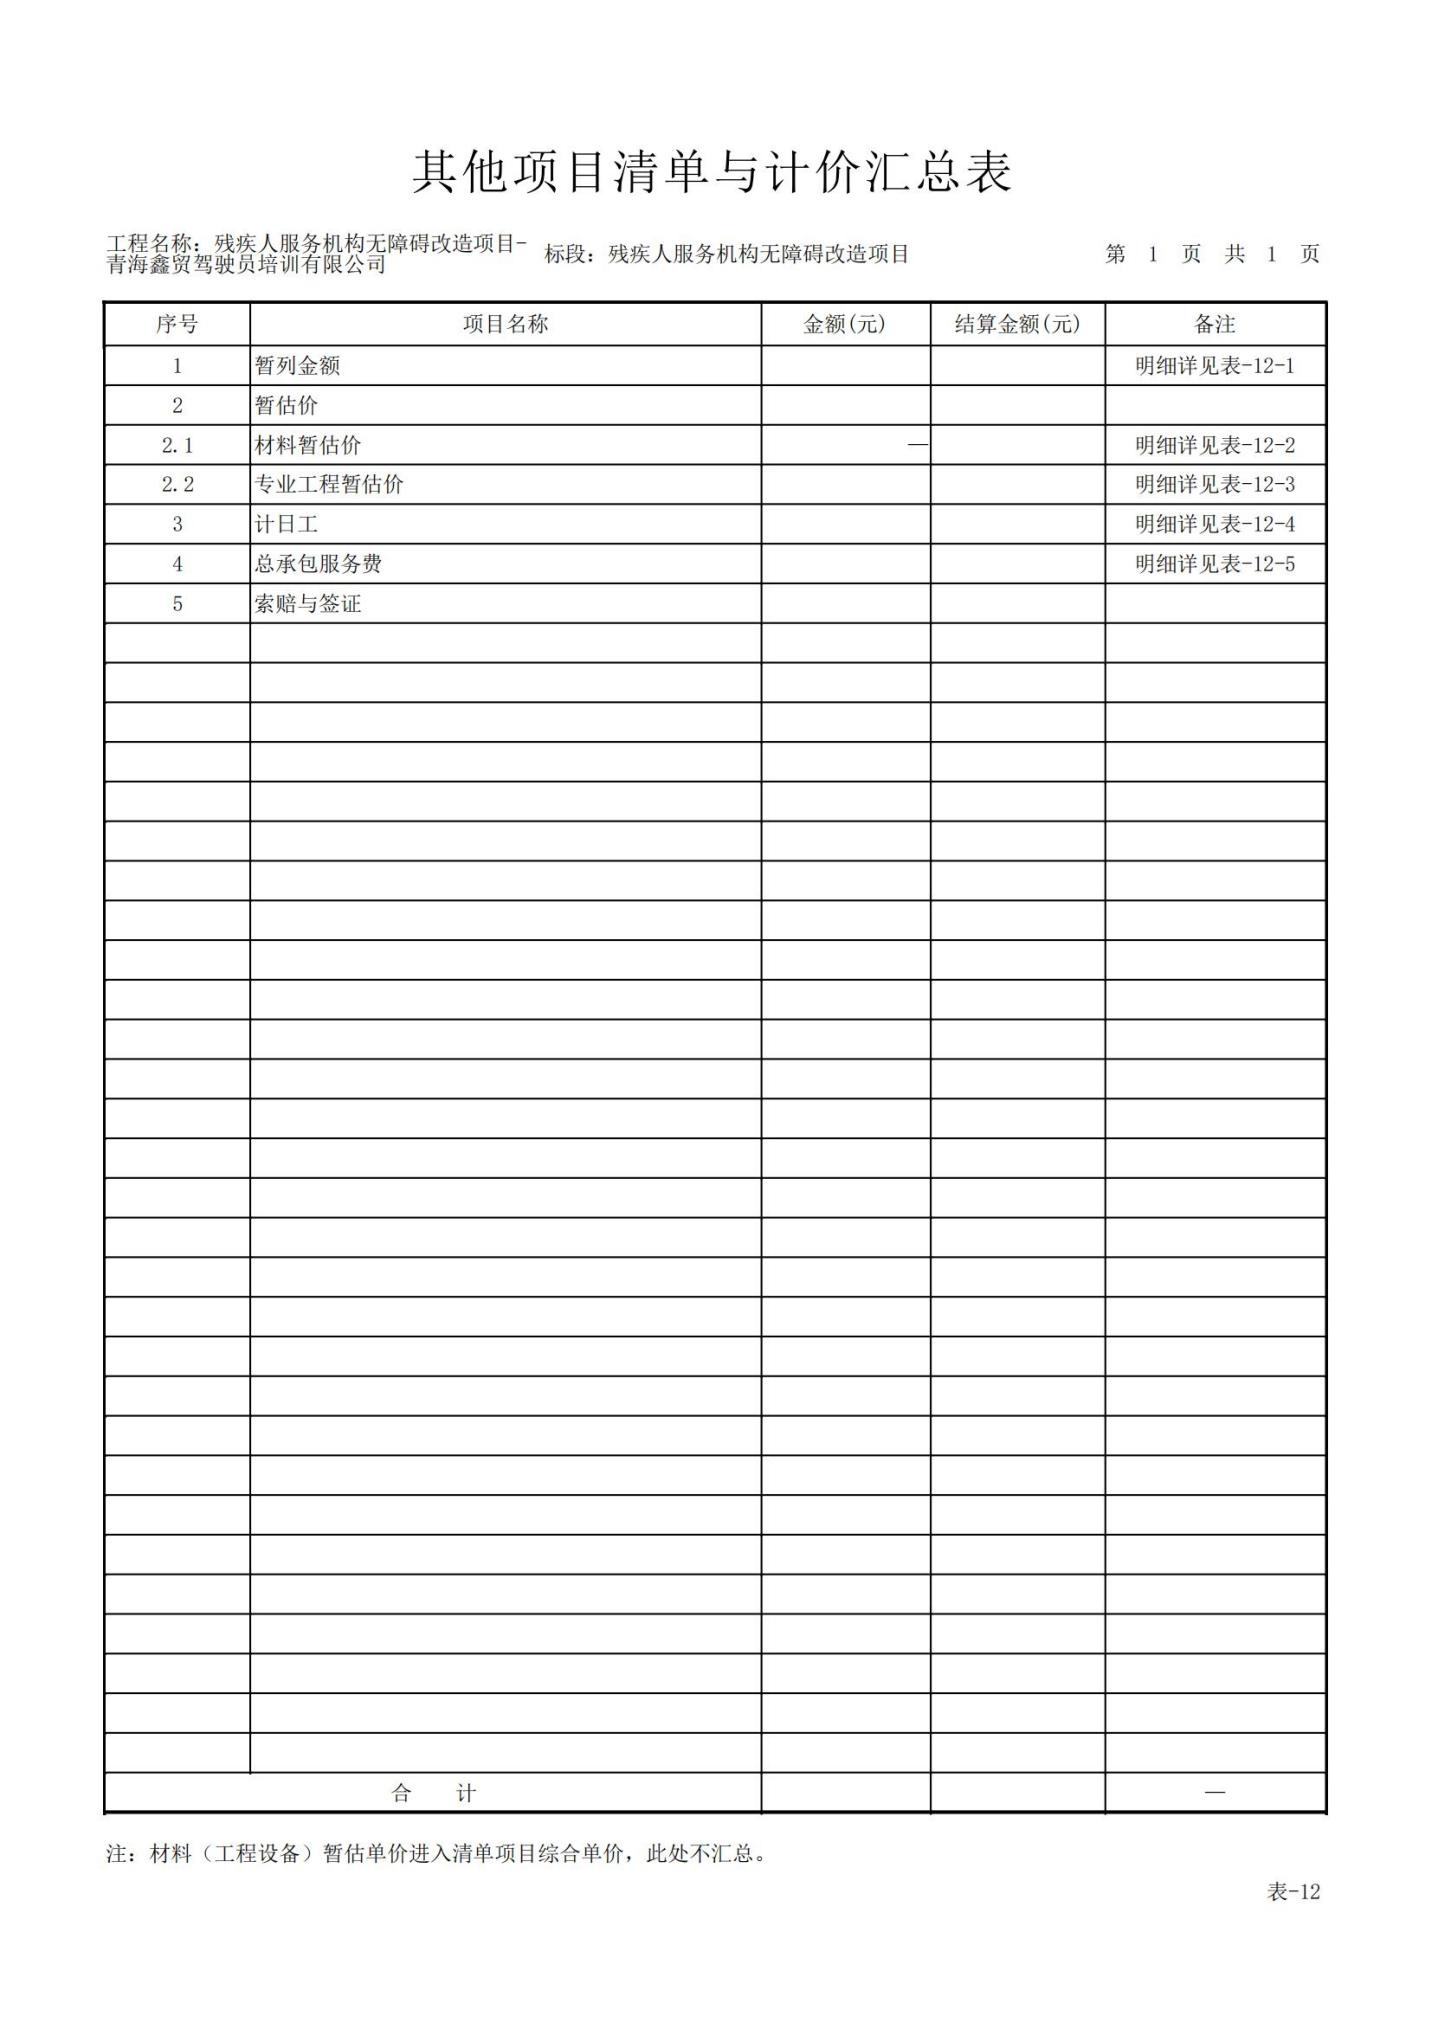 其他项目清单与计价汇总表
工程名称：残疾人服务机构无障碍改造项目-
青海鑫贸驾驶员培训有限公司
标段：残疾人服务机构无障碍改造项目
第 1 页 共 1 页
序号 项目名称 金额(元) 结算金额(元) 备注
1 暂列金额 明细详见表-12-1
2 暂估价
2.1 材料暂估价 — 明细详见表-12-2
2.2 专业工程暂估价 明细详见表-12-3
3 计日工 明细详见表-12-4
4 总承包服务费 明细详见表-12-5
5 索赔与签证
合 计 —
注：材料（工程设备）暂估单价进入清单项目综合单价，此处不汇总。
表-12